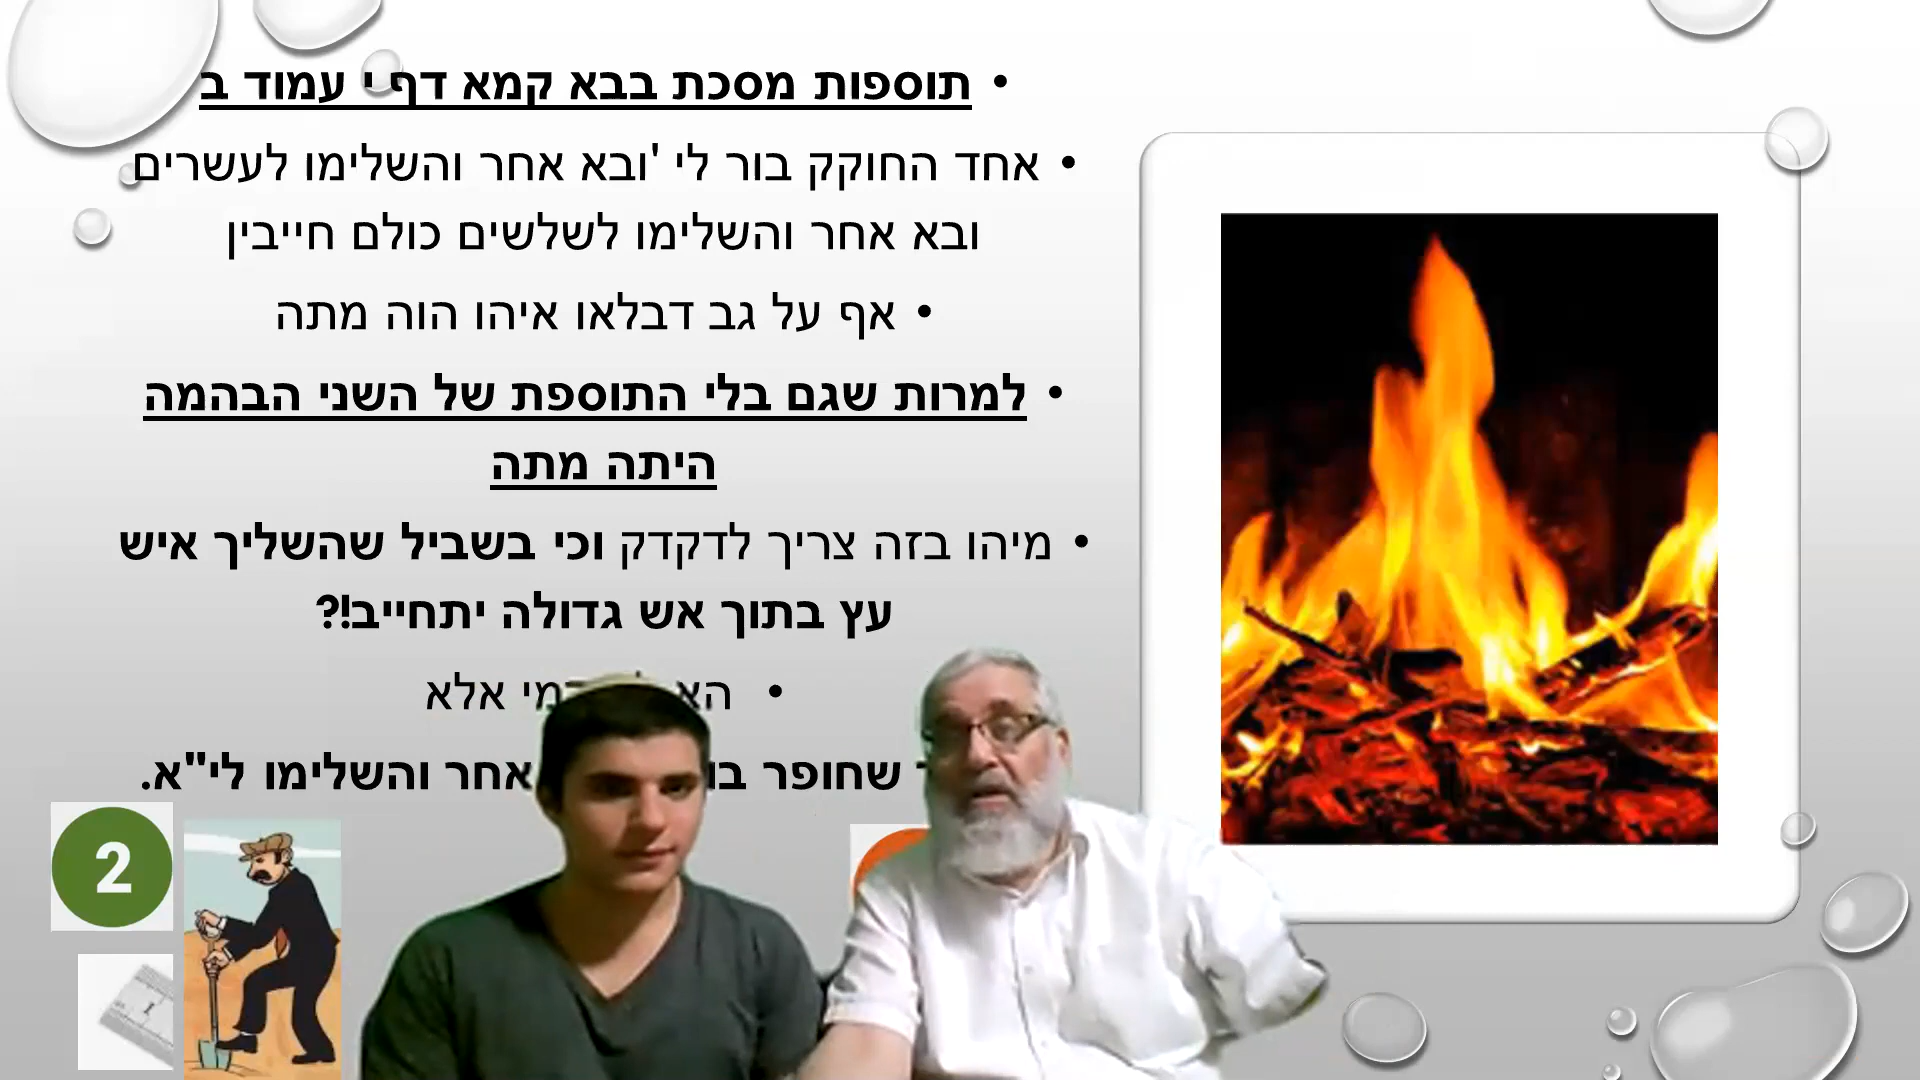 • תוספות מסכת בבא קמא דף י עמוד ב
• אחד החוקק בור לי 'ובא אחר והשלימו לעשרים
ובא אחר והשלימו לשלשים כולם חייבין
• אף על גב דבלאו איהו הוה מתה
• למרות שגם בלי התוספת של השני הבהמה
היתה מתה
• מיהו בזה צריך לדקדק וכי בשביל שהשליך איש
עץ בתוך אש גדולה יתחייב!?
• אלא
שחופר אחר והשלימו לי"א.
2
1